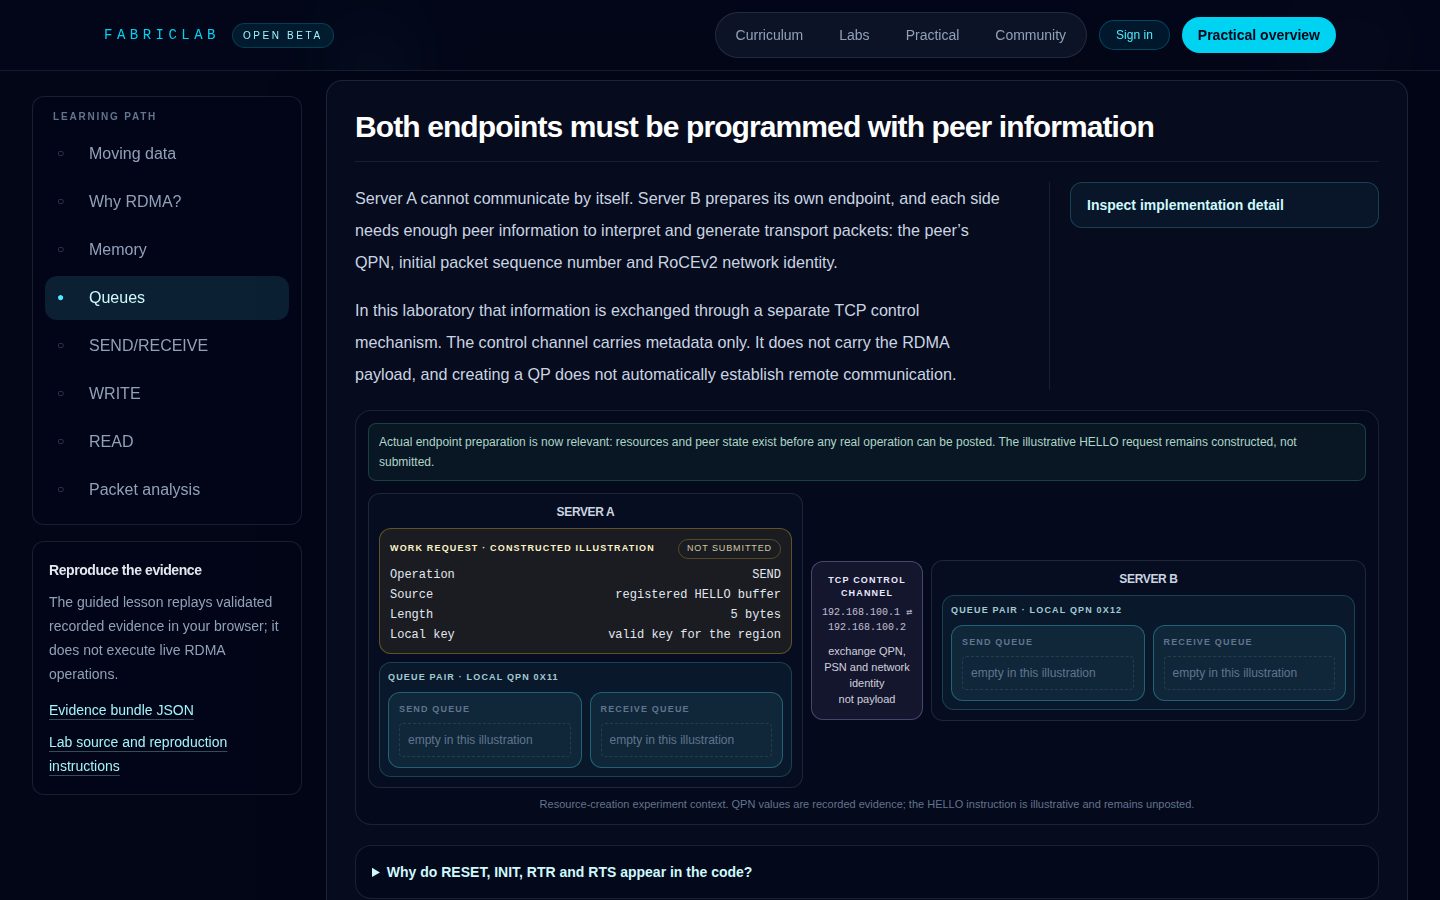 FABRICLAB
OPEN BETA
Curriculum
Labs
Practical
Community
Sign in
Practical overview
LEARNING PATH
Moving data
Why RDMA?
Memory
Queues
SEND/RECEIVE
WRITE
READ
Packet analysis
Reproduce the evidence
The guided lesson replays validated
recorded evidence in your browser; it
does not execute live RDMA
operations.
Evidence bundle JSON
Lab source and reproduction
instructions
Both endpoints must be programmed with peer information
Server A cannot communicate by itself. Server B prepares its own endpoint, and each side
needs enough peer information to interpret and generate transport packets: the peer’s
QPN, initial packet sequence number and RoCEv2 network identity.
In this laboratory that information is exchanged through a separate TCP control
mechanism. The control channel carries metadata only. It does not carry the RDMA
payload, and creating a QP does not automatically establish remote communication.
Inspect implementation detail
Actual endpoint preparation is now relevant: resources and peer state exist before any real operation can be posted. The illustrative HELLO request remains constructed, not
submitted.
SERVER A
WORK REQUEST · CONSTRUCTED ILLUSTRATION
NOT SUBMITTED
Operation SEND
Source registered HELLO buffer
Length 5 bytes
Local key valid key for the region
QUEUE PAIR · LOCAL QPN 0X11
SEND QUEUE
empty in this illustration
RECEIVE QUEUE
empty in this illustration
TCP CONTROL
CHANNEL
192.168.100.1 ⇄
192.168.100.2
exchange QPN,
PSN and network
identity
not payload
SERVER B
QUEUE PAIR · LOCAL QPN 0X12
SEND QUEUE
empty in this illustration
RECEIVE QUEUE
empty in this illustration
Resource-creation experiment context. QPN values are recorded evidence; the HELLO instruction is illustrative and remains unposted.
Why do RESET, INIT, RTR and RTS appear in the code?